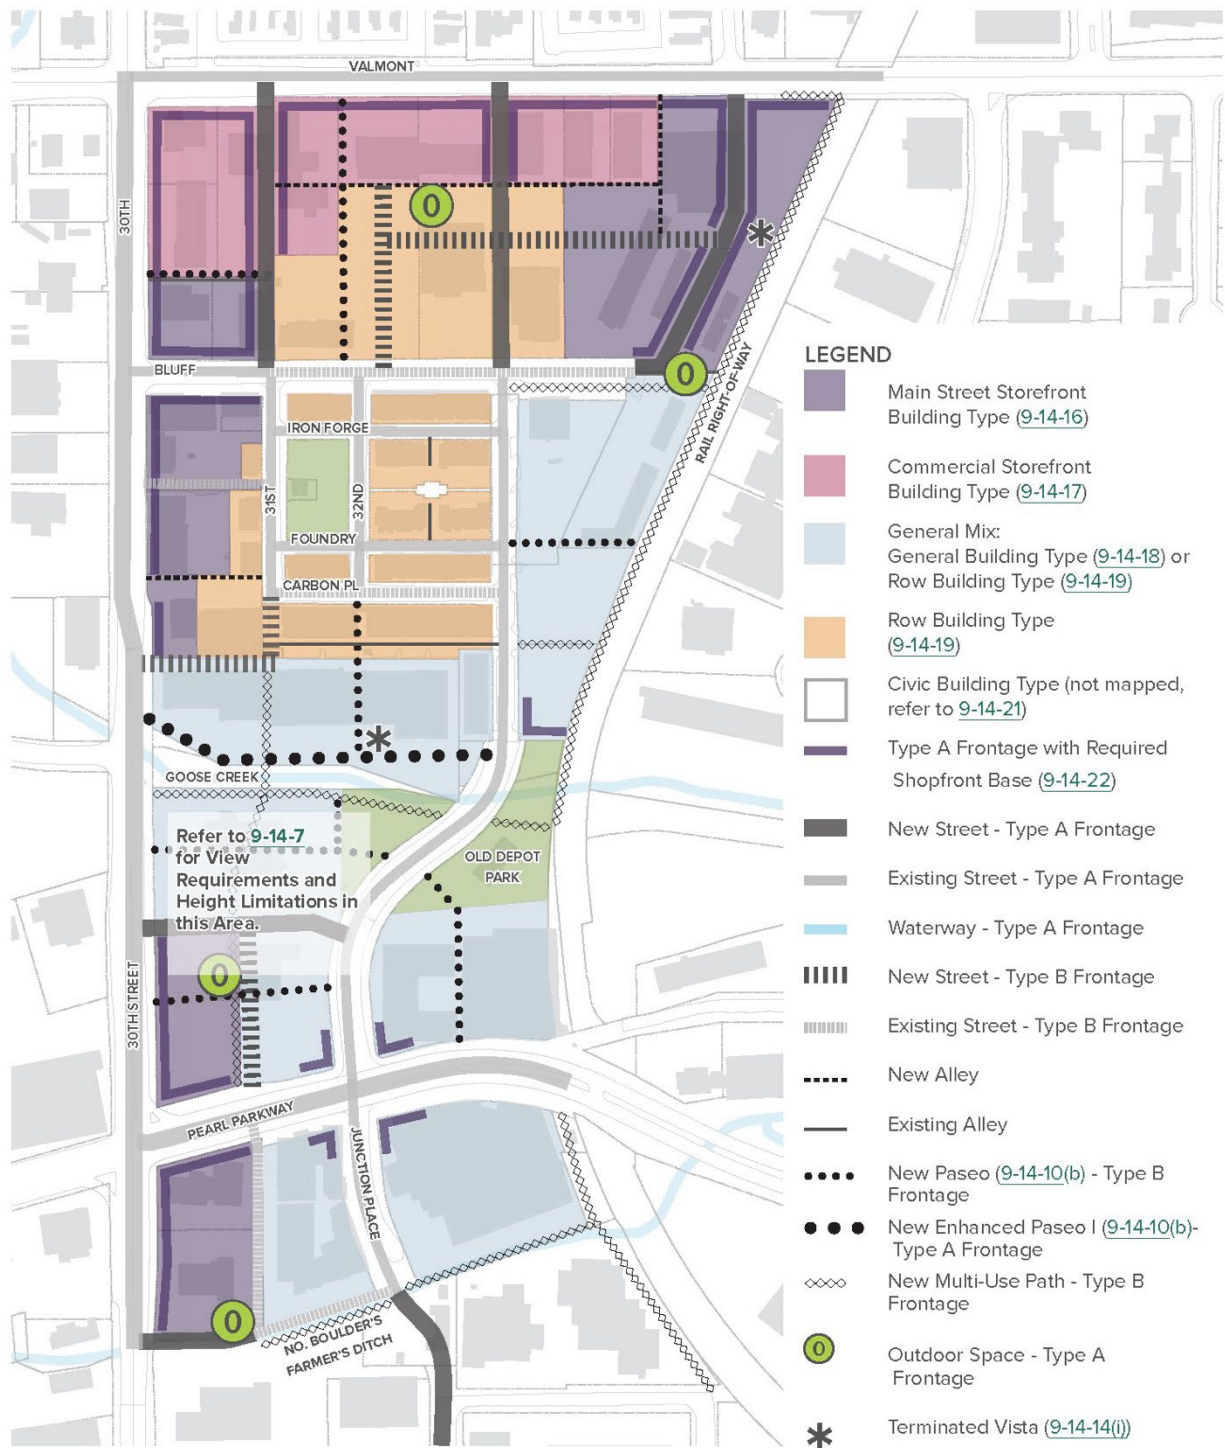 VALMONT
30TH
O
BLUFF
O
RAIL RIGHT-OF-WAY
IRON FORGE
31ST
32ND
FOUNDRY
CARBON PL
GOOSE CREEK
Refer to 9-14-7
for View
Requirements and
Height Limitations in
this Area.
OLD DEPOT
PARK
O
30TH STREET
PEARL PARKWAY
JUNCTION PLACE
O
NO. BOULDER'S
FARMER'S DITCH
LEGEND
Main Street Storefront
Building Type (9-14-16)
Commercial Storefront
Building Type (9-14-17)
General Mix:
General Building Type (9-14-18) or
Row Building Type (9-14-19)
Row Building Type
(9-14-19)
Civic Building Type (not mapped,
refer to 9-14-21)
Type A Frontage with Required
Shopfront Base (9-14-22)
New Street - Type A Frontage
Existing Street - Type A Frontage
Waterway - Type A Frontage
New Street - Type B Frontage
Existing Street - Type B Frontage
New Alley
Existing Alley
New Paseo (9-14-10(b) - Type B
Frontage
New Enhanced Paseo I (9-14-10(b)-
Type A Frontage
New Multi-Use Path - Type B
Frontage
O
Outdoor Space - Type A
Frontage
Terminated Vista (9-14-14(i))